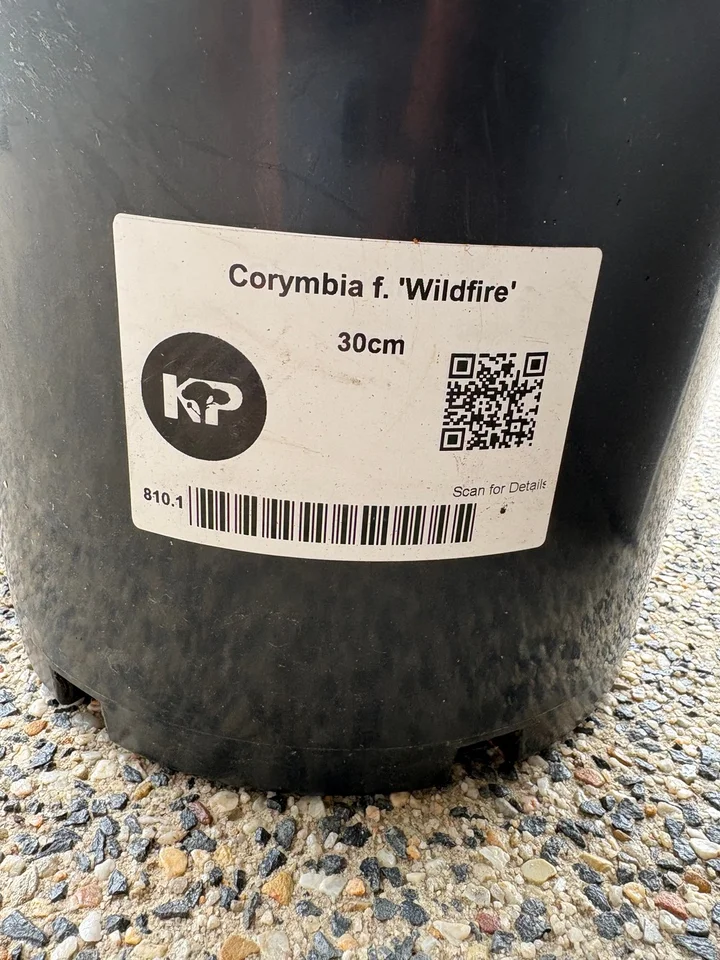 Corymbia f. 'Wildfire'
30cm
KP
Scan for Details
810.1